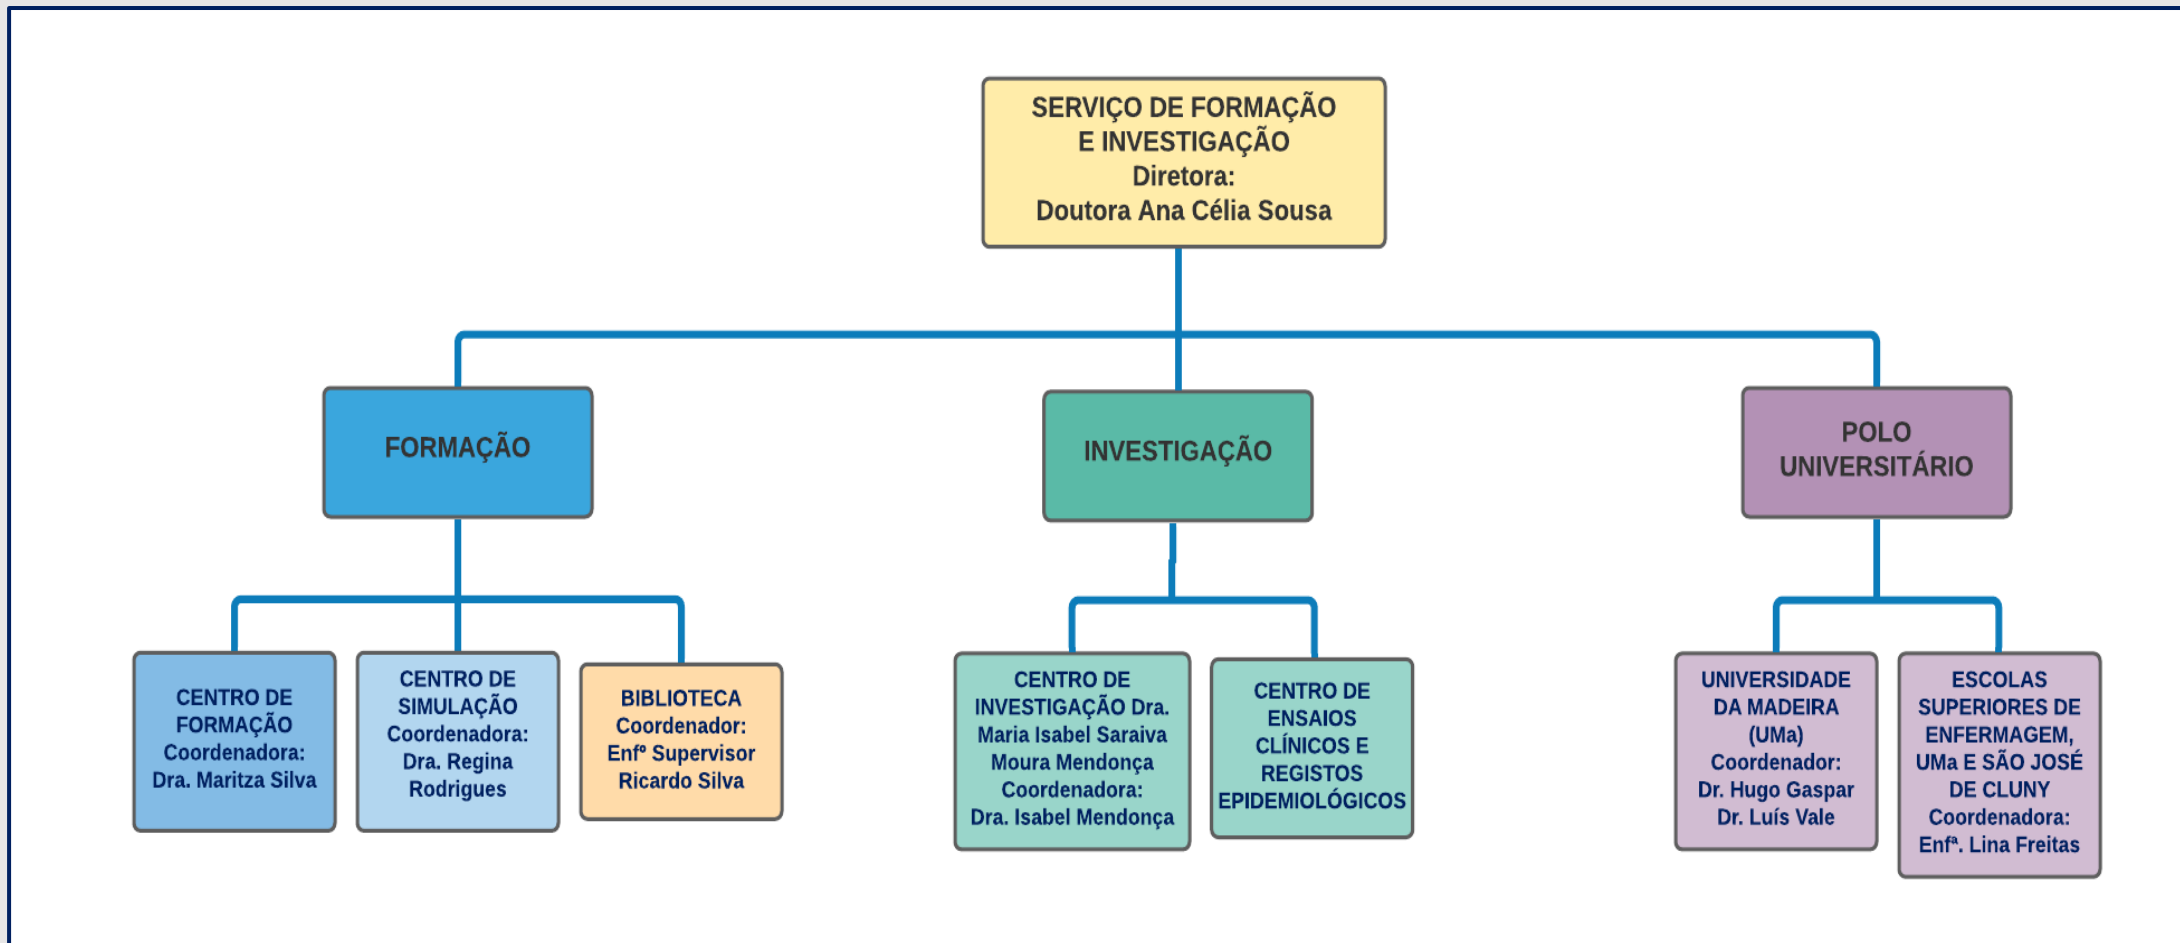 SERVIÇO DE FORMAÇÃO
E INVESTIGAÇÃO
Diretora:
Doutora Ana Célia Sousa
FORMAÇÃO
INVESTIGAÇÃO
POLO
UNIVERSITÁRIO
CENTRO DE
FORMAÇÃO
Coordenadora:
Dra. Maritza Silva
CENTRO DE
SIMULAÇÃO
Coordenadora:
Dra. Regina
Rodrigues
BIBLIOTECA
Coordenador:
Enfº Supervisor
Ricardo Silva
CENTRO DE
INVESTIGAÇÃO Dra.
Maria Isabel Saraiva
Moura Mendonça
Coordenadora:
Dra. Isabel Mendonça
CENTRO DE
ENSAIOS
CLÍNICOS E
REGISTOS
EPIDEMIOLÓGICOS
UNIVERSIDADE
DA MADEIRA
(UMa)
Coordenador:
Dr. Hugo Gaspar
Dr. Luís Vale
ESCOLAS
SUPERIORES DE
ENFERMAGEM,
UMa E SÃO JOSÉ
DE CLUNY
Coordenadora:
Enfª. Lina Freitas